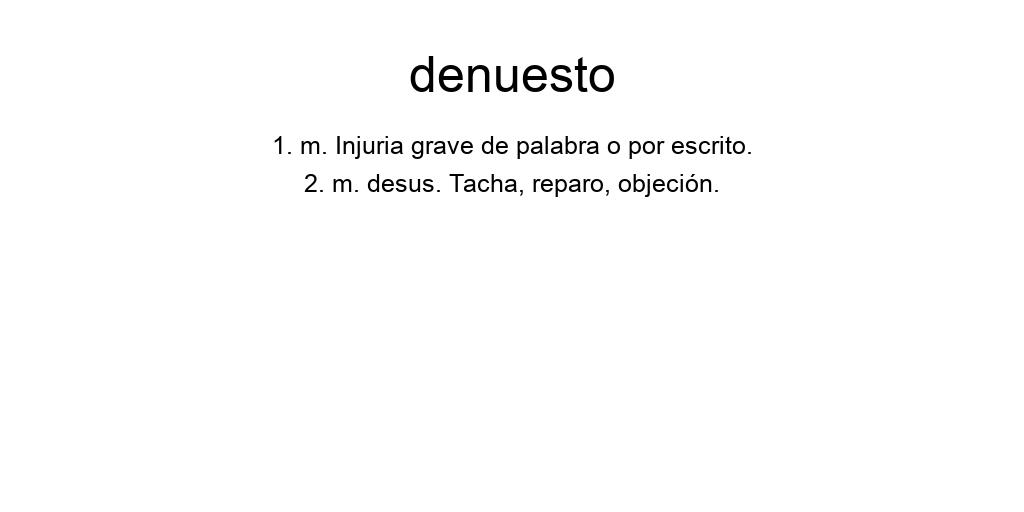 denuesto
1. m. Injuria grave de palabra o por escrito.
2. m. desus. Tacha, reparo, objeción.